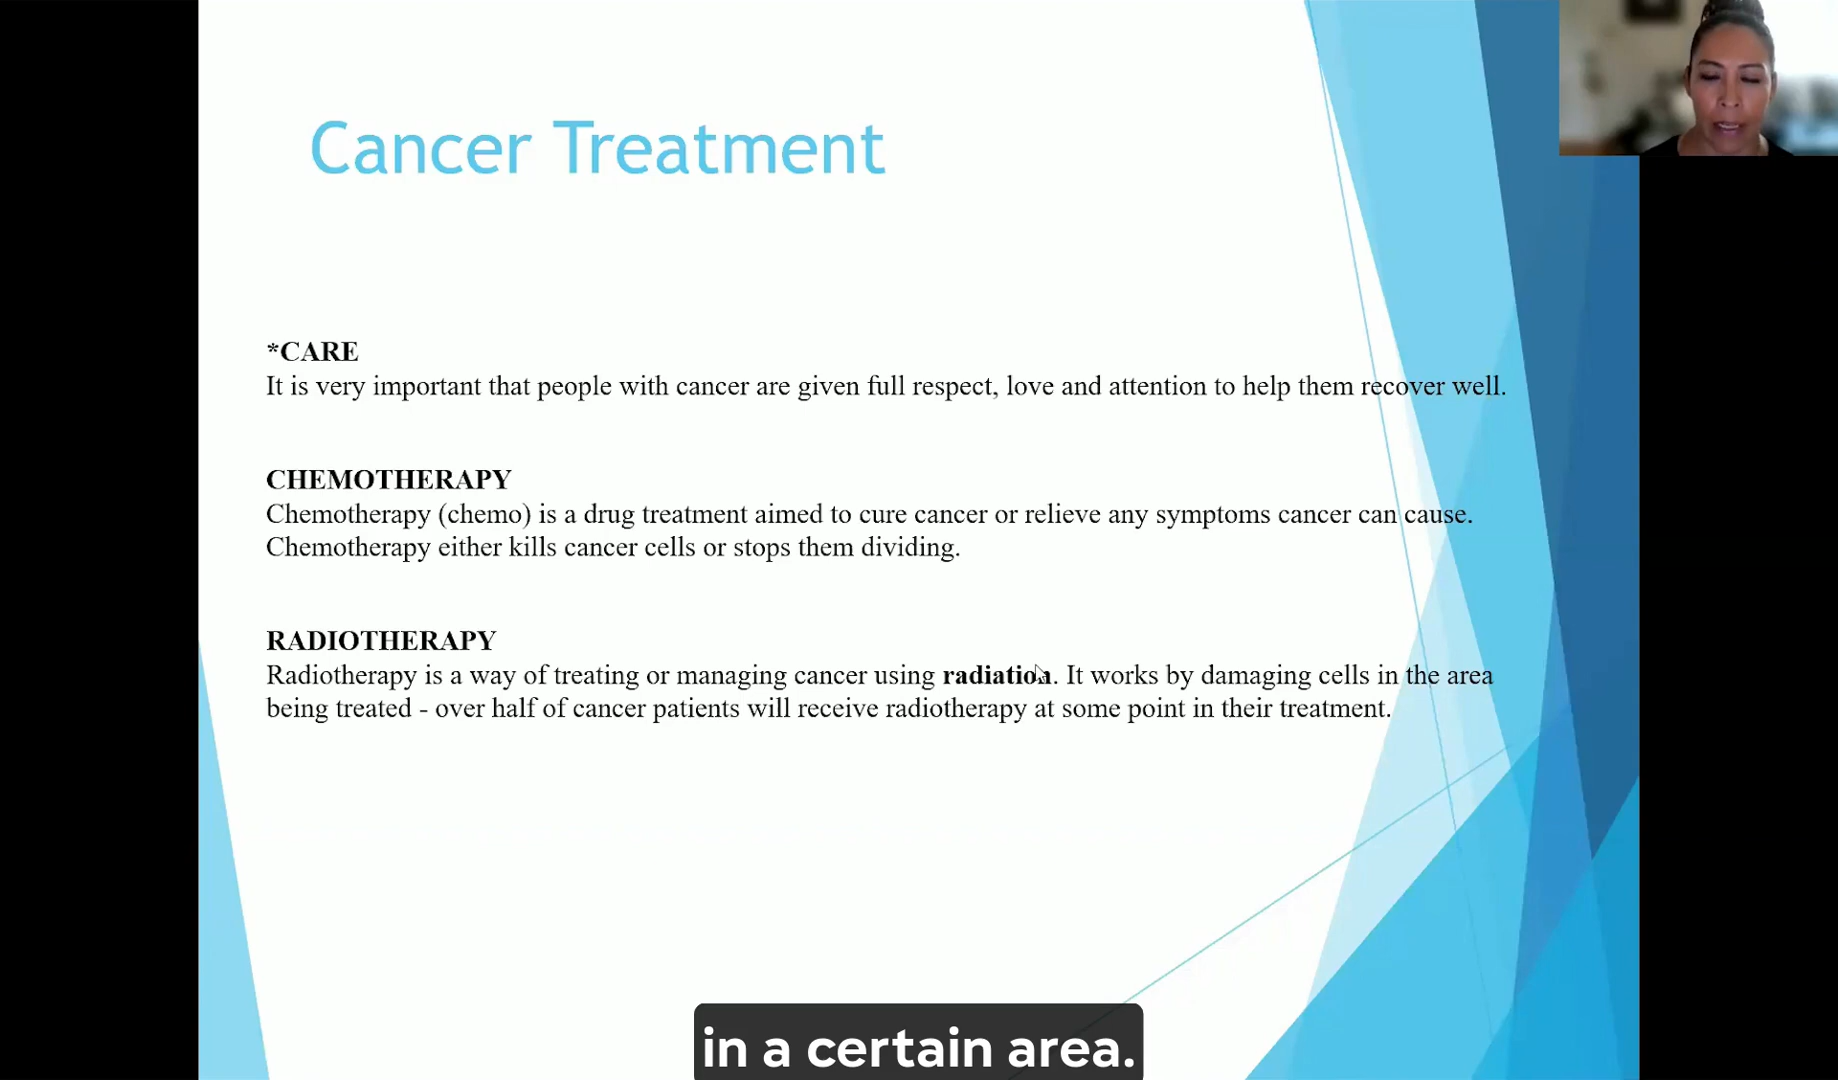 Cancer Treatment
*CARE
It is very important that people with cancer are given full respect, love and attention to help them recover well.
CHEMOTHERAPY
Chemotherapy (chemo) is a drug treatment aimed to cure cancer or relieve any symptoms cancer can cause.
Chemotherapy either kills cancer cells or stops them dividing.
RADIOTHERAPY
Radiotherapy is a way of treating or managing cancer using radiation. It works by damaging cells in the area
being treated - over half of cancer patients will receive radiotherapy at some point in their treatment.
in a certain area.